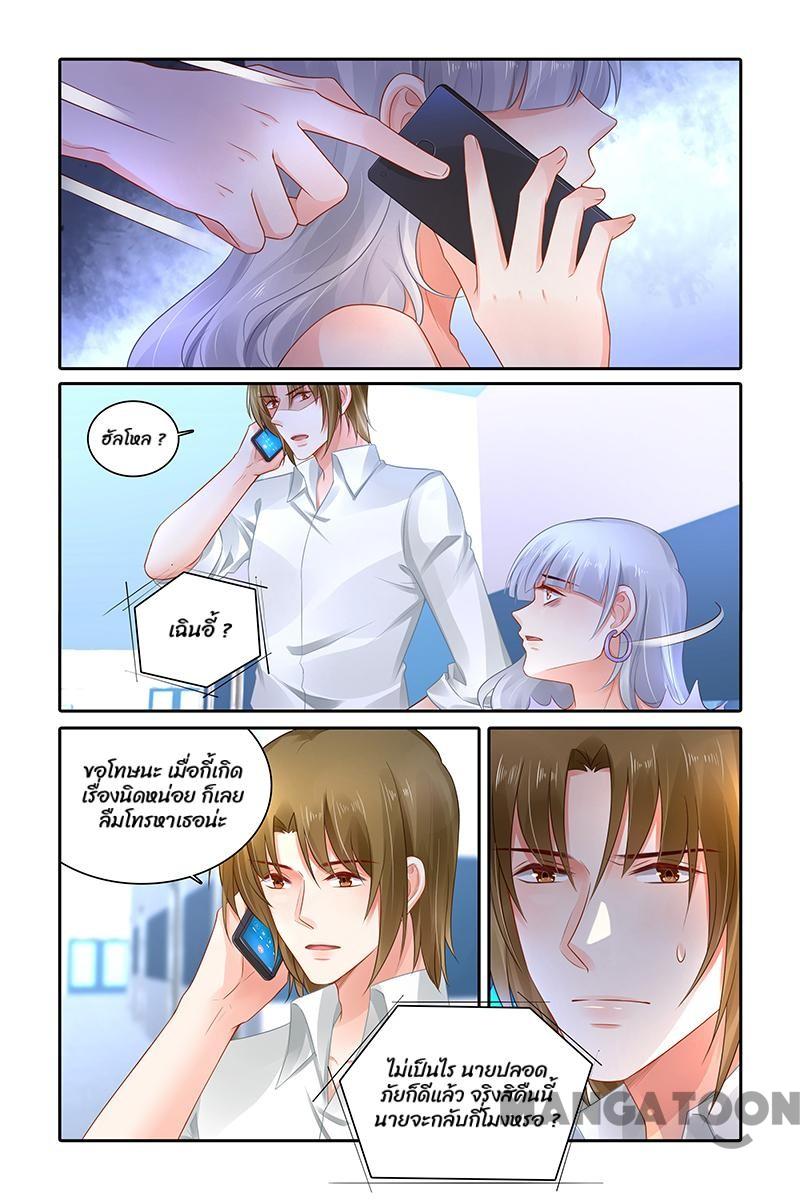 ฮัลโหล ?
เฉินอี้ ?
ขอโทษนะ เมื่อกี้เกิด
เรื่องนิดหน่อย ก็เลย
ลืมโทรหาเธอน่ะ
ไม่เป็นไร นายปลอด
ภัยก็ดีแล้ว จริงสิคืนนี้
นายจะกลับกี่โมงหรอ ?
MANGATOON